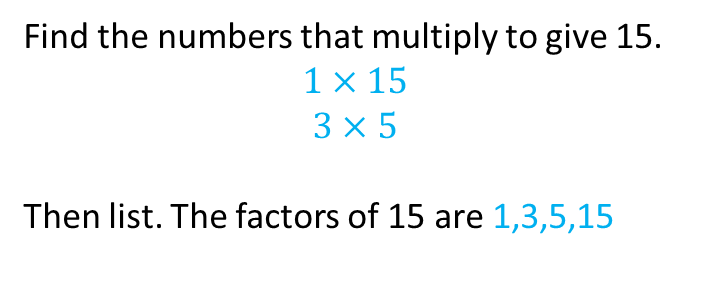 Find the numbers that multiply to give 15.
1 × 15
3 × 5
Then list. The factors of 15 are 1,3,5,15